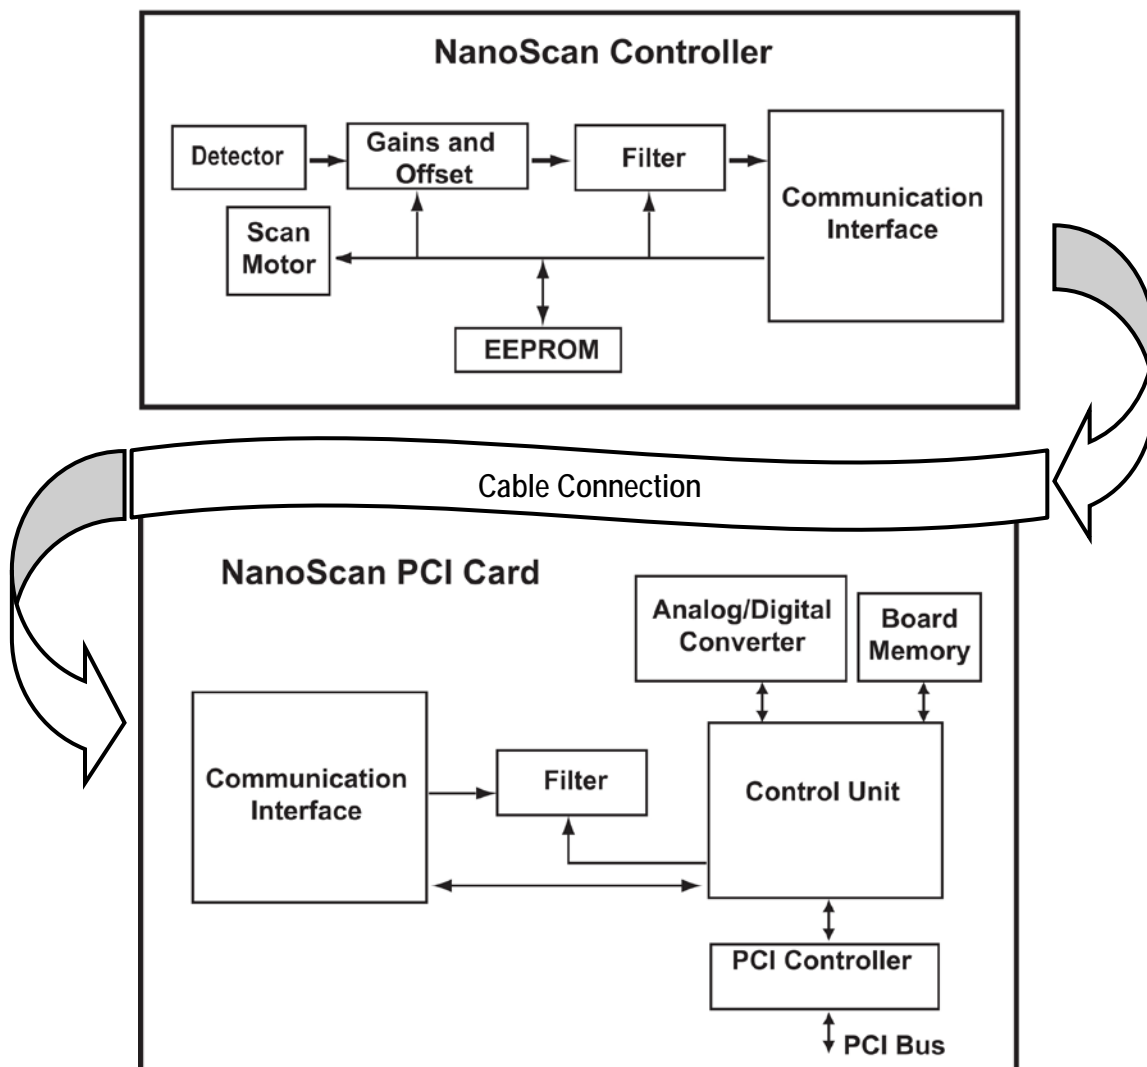 NanoScan Controller
Detector
Gains and
Offset
Filter
Communication
Interface
Scan
Motor
EEPROM
Cable Connection
NanoScan PCI Card
Analog/Digital
Converter
Board
Memory
Communication
Interface
Filter
Control Unit
PCI Controller
PCI Bus